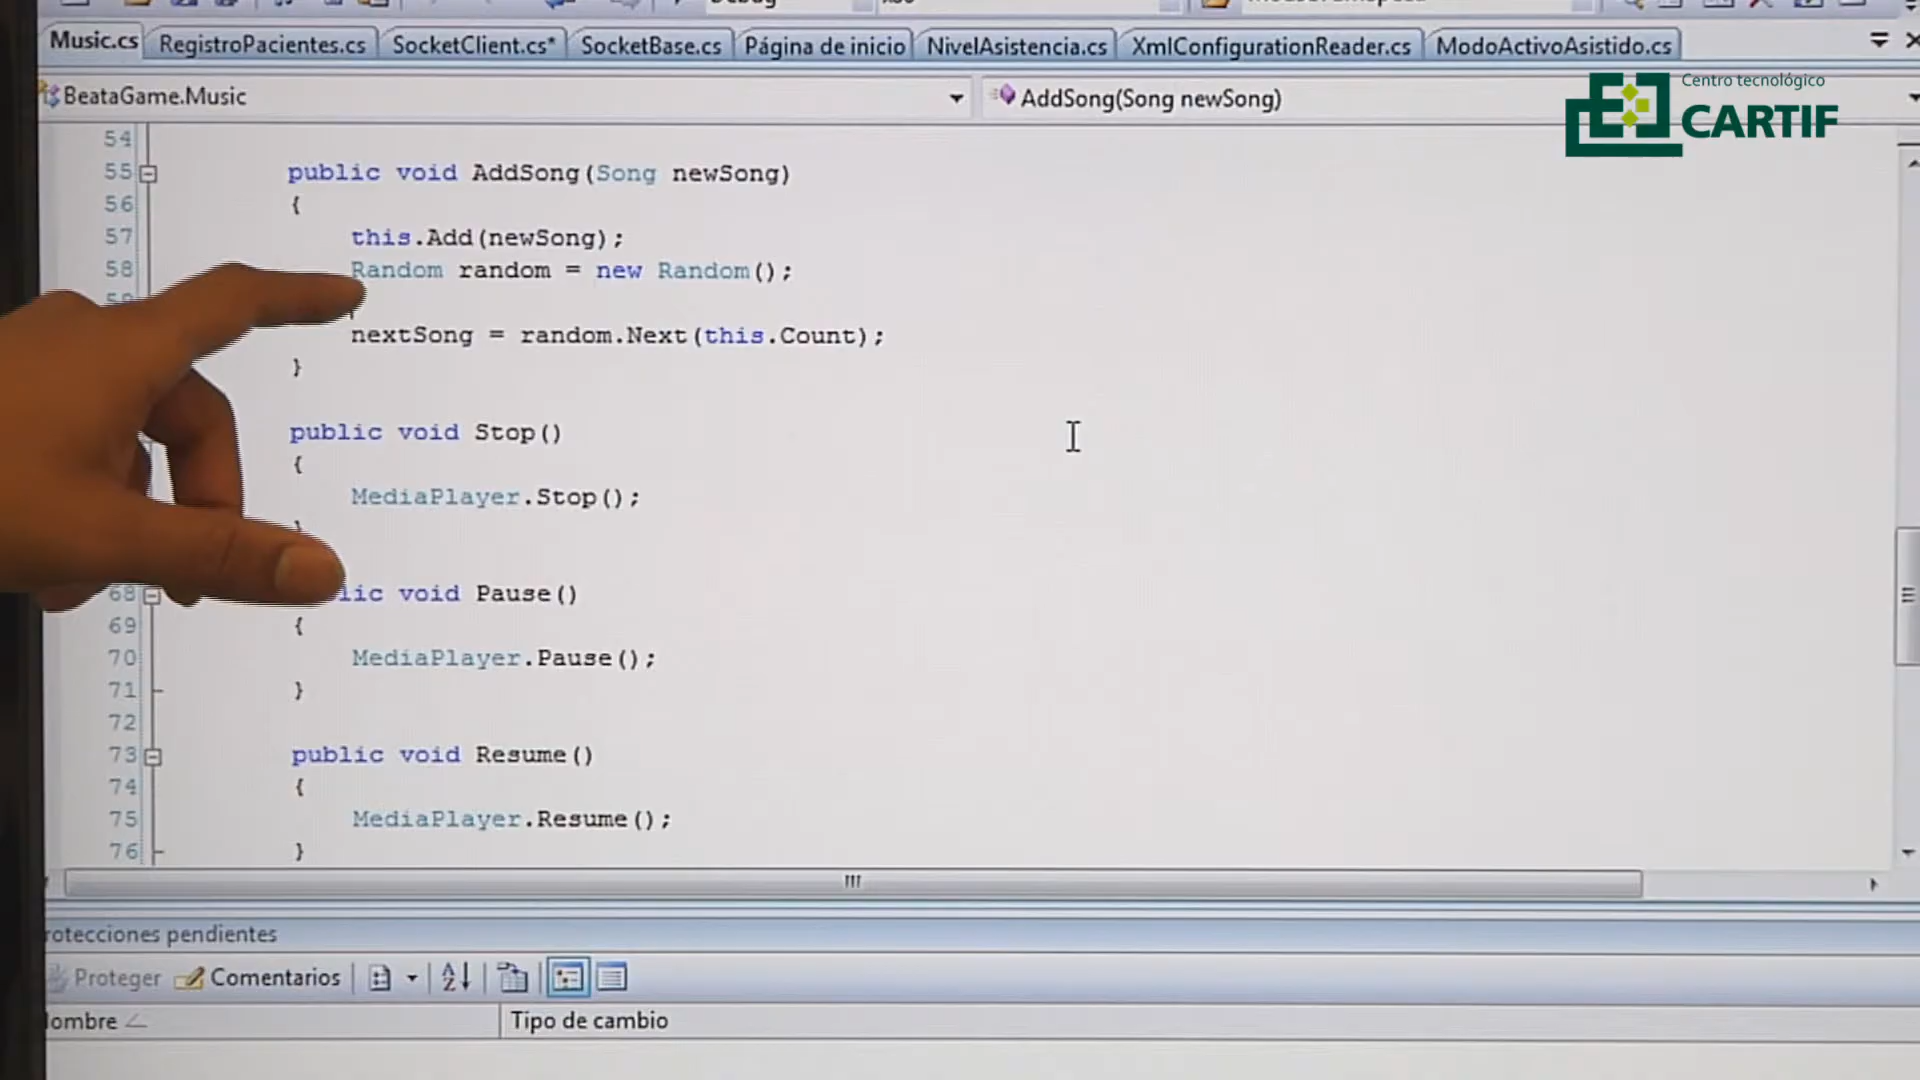 Music.cs RegistroPacientes.cs SocketClient.cs* SocketBase.cs Página de inicio NivelAsistencia.cs XmlConfigurationReader.cs ModoActivoAsistido.cs
Centro tecnológico
CARTIF
BeataGame.Music AddSong(Song newSong)
54
55 public void AddSong(Song newSong)
56 {
57 this.Add(newSong);
58 Random random = new Random();
nextSong = random.Next(this.Count);
}
public void Stop()
{
MediaPlayer.Stop();
}
68 lic void Pause()
69 {
70 MediaPlayer.Pause();
71 }
72
73 public void Resume()
74 {
75 MediaPlayer.Resume();
76 }
rotecciones pendientes
Proteger Comentarios
ombre Tipo de cambio